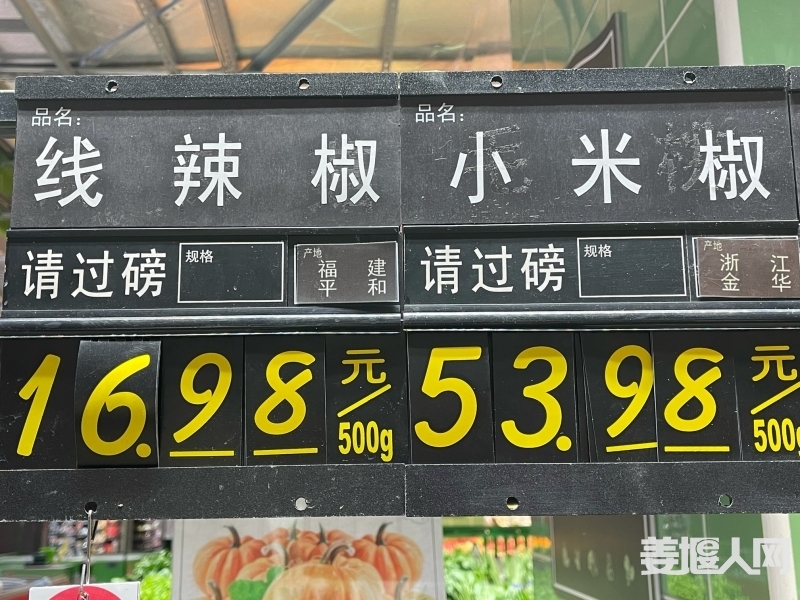 品名：
线辣椒
请过磅
规格
产地
福建
平和
16.98
元/500g
品名：
小米椒
请过磅
规格
产地
浙江
金华
53.98
元/500g
姜堰人网